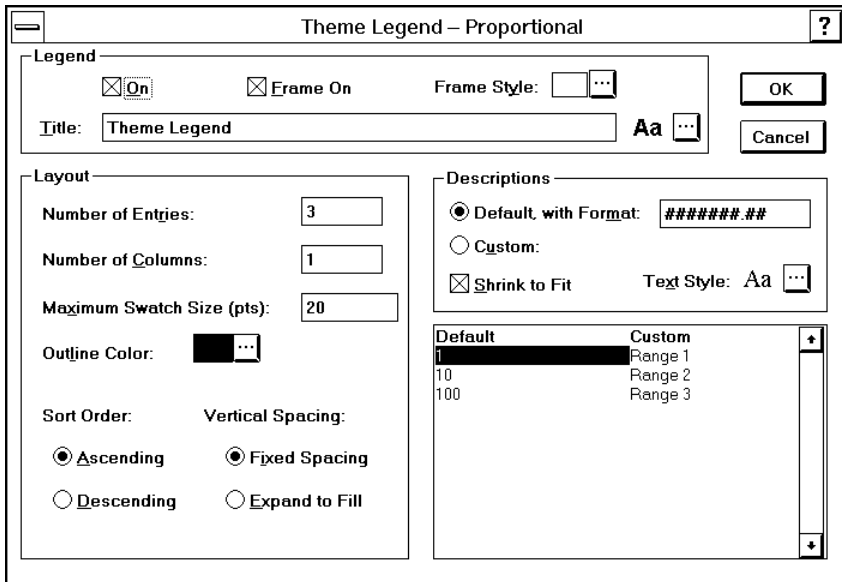 Theme Legend – Proportional
?
Legend
On
Frame On
Frame Style:
...
OK
Title:
Theme Legend
Aa
...
Cancel
Layout
Number of Entries:
3
Number of Columns:
1
Maximum Swatch Size (pts):
20
Outline Color:
...
Sort Order:
Vertical Spacing:
Ascending
Fixed Spacing
Descending
Expand to Fill
Descriptions
Default, with Format:
#######.##
Custom:
Shrink to Fit
Text Style:
Aa
...
Default Custom
1 Range 1
10 Range 2
100 Range 3